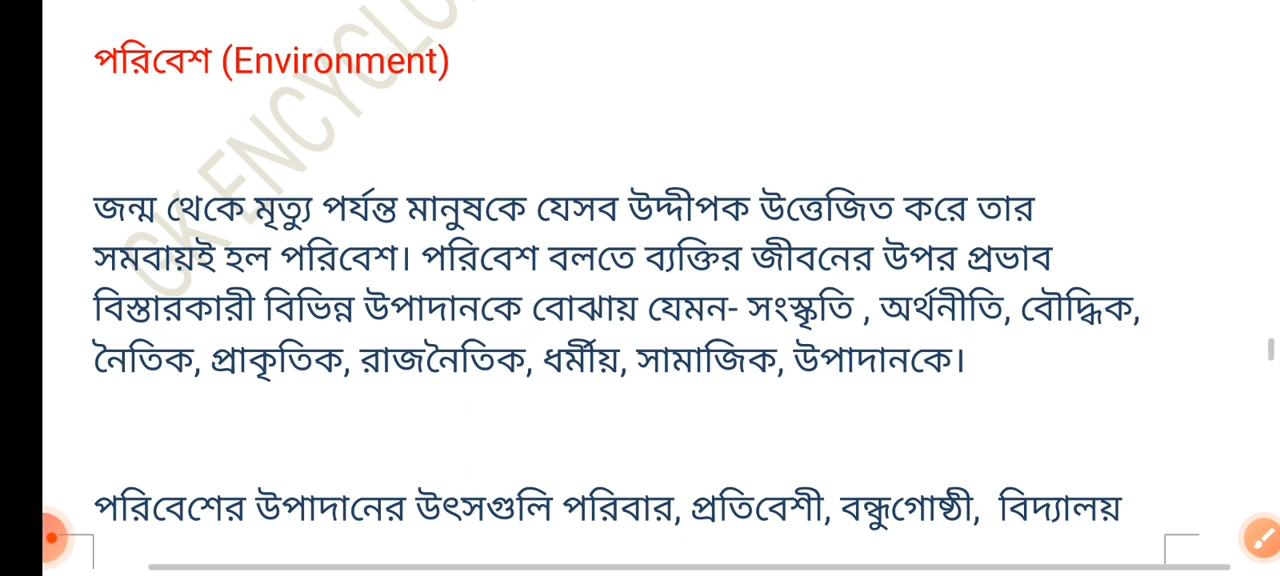 পরিবেশ (Environment)
জন্ম থেকে মৃত্যু পর্যন্ত মানুষকে যেসব উদ্দীপক উত্তেজিত করে তার
সমবায়ই হল পরিবেশ। পরিবেশ বলতে ব্যক্তির জীবনের উপর প্রভাব
বিস্তারকারী বিভিন্ন উপাদানকে বোঝায় যেমন- সংস্কৃতি , অর্থনীতি, বৌদ্ধিক,
নৈতিক, প্রাকৃতিক, রাজনৈতিক, ধর্মীয়, সামাজিক, উপাদানকে।
পরিবেশের উপাদানের উৎসগুলি পরিবার, প্রতিবেশী, বন্ধুগোষ্ঠী, বিদ্যালয়